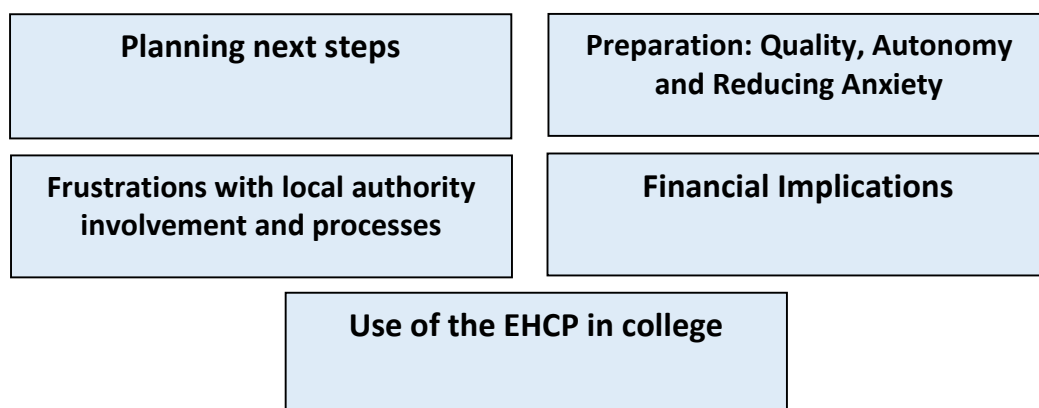 Planning next steps
Preparation: Quality, Autonomy
and Reducing Anxiety
Frustrations with local authority
involvement and processes
Financial Implications
Use of the EHCP in college